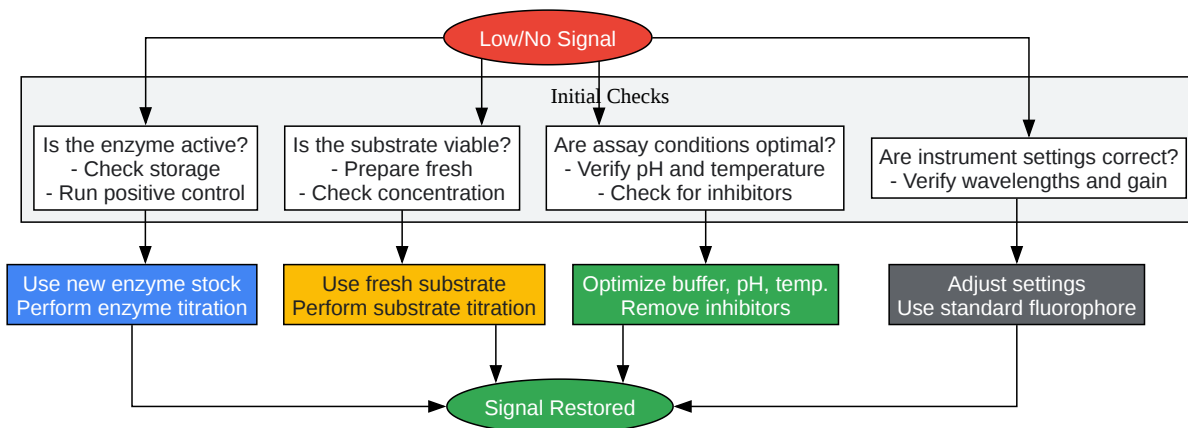 Low/No Signal
Initial Checks
Is the enzyme active?
- Check storage
- Run positive control
Is the substrate viable?
- Prepare fresh
- Check concentration
Are assay conditions optimal?
- Verify pH and temperature
- Check for inhibitors
Are instrument settings correct?
- Verify wavelengths and gain
Use new enzyme stock
Perform enzyme titration
Use fresh substrate
Perform substrate titration
Optimize buffer, pH, temp.
Remove inhibitors
Adjust settings
Use standard fluorophore
Signal Restored